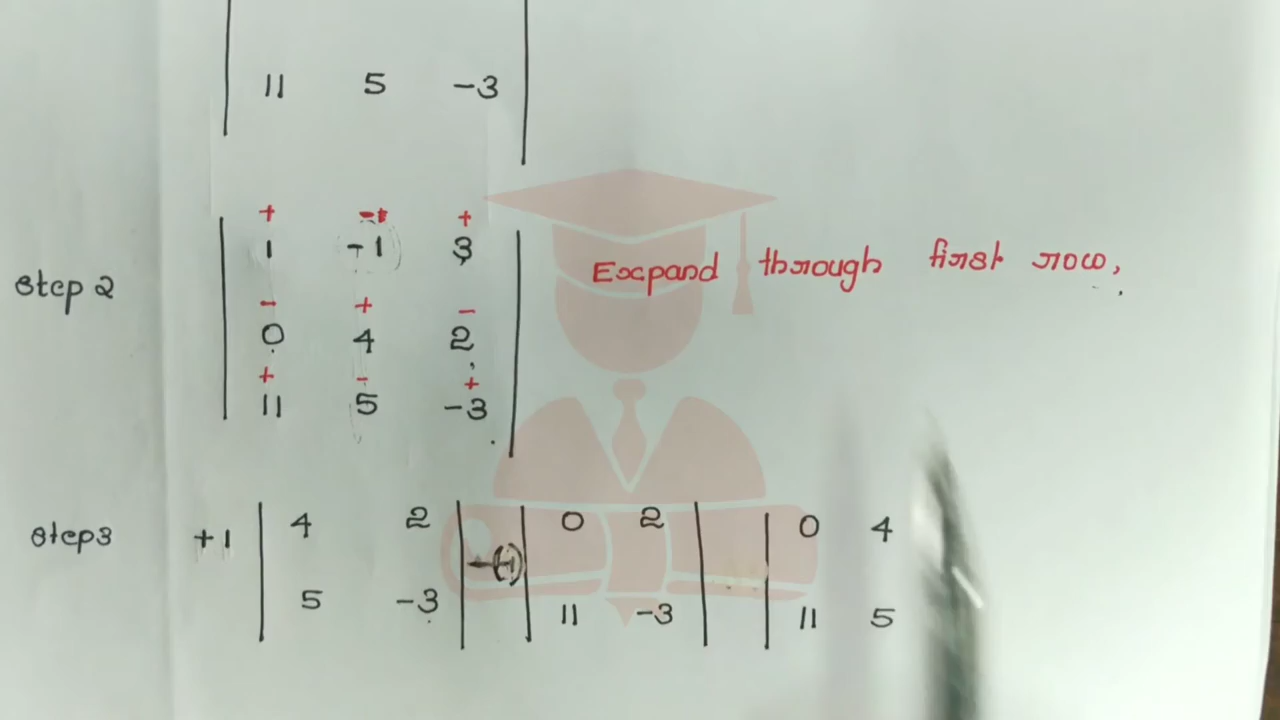 11 5 -3
+ - +
1 -1 3
Step 2 Expand through first row,
- + -
0 4 2
+ - +
11 5 -3
Step3 +1 | 4 2 | -(-1) | 0 2 | | 0 4
5 -3 | 11 -3 | 11 5